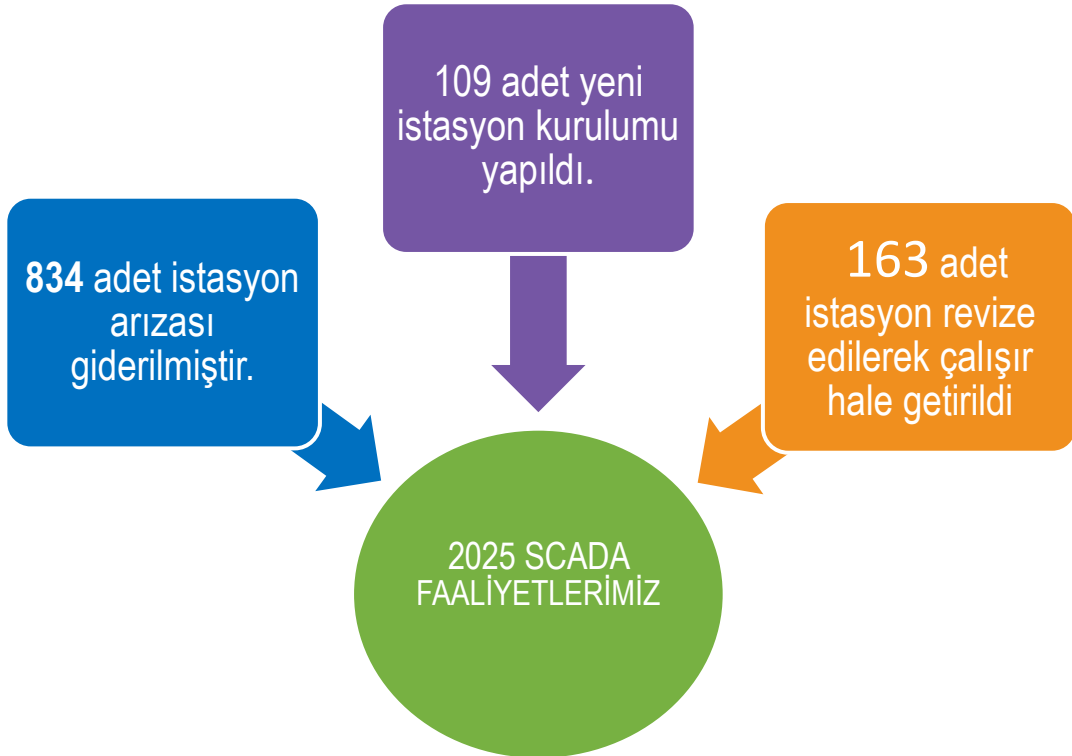 109 adet yeni
istasyon kurulumu
yapıldı.
834 adet istasyon
arızası
giderilmiştir.
163 adet
istasyon revize
edilerek çalışır
hale getirildi
2025 SCADA
FAALİYETLERİMİZ